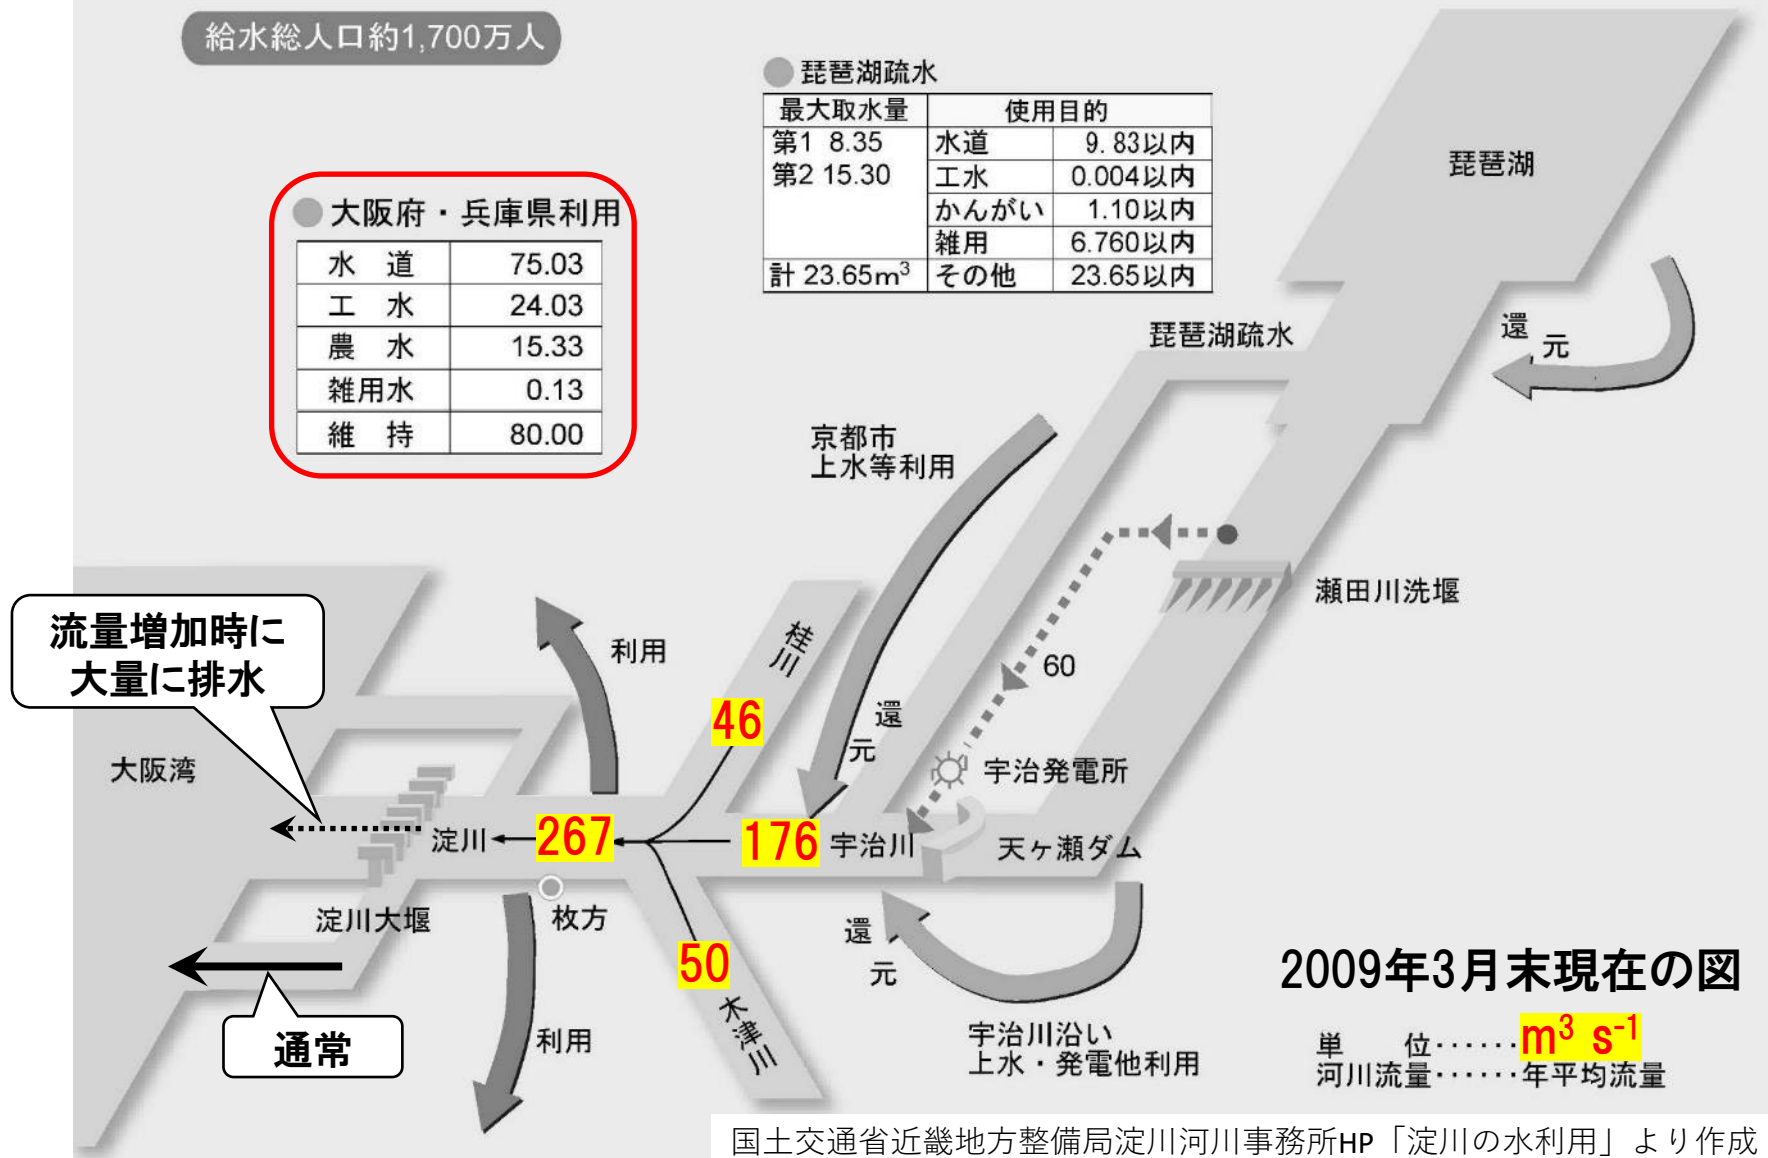 給水総人口約1,700万人
琵琶湖疏水
最大取水量 使用目的
第1 8.35 水道 9.83以内
第2 15.30 工水 0.004以内
かんがい 1.10以内
雑用 6.760以内
計 23.65m³ その他 23.65以内
琵琶湖
大阪府・兵庫県利用
水 道 75.03
工 水 24.03
農 水 15.33
雑用水 0.13
維 持 80.00
琵琶湖疏水
還元
京都市
上水等利用
瀬田川洗堰
流量増加時に
大量に排水
利用
桂川
60
46
還元
大阪湾
宇治発電所
淀川
267
176
宇治川
天ヶ瀬ダム
淀川大堰
枚方
還元
50
木津川
2009年3月末現在の図
通常
利用
宇治川沿い
上水・発電他利用
単 位······m³ s⁻¹
河川流量······年平均流量
国土交通省近畿地方整備局淀川河川事務所HP「淀川の水利用」より作成